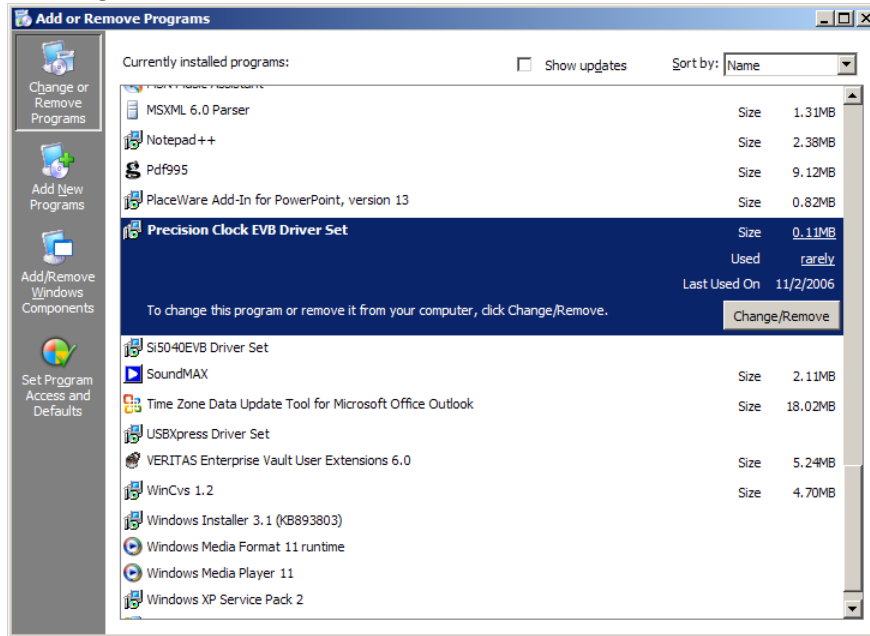 Add or Remove Programs
Change or
Remove
Programs
Add New
Programs
Add/Remove
Windows
Components
Set Program
Access and
Defaults
Currently installed programs:
Show updates
Sort by: Name
MSN Music Assistant
MSXML 6.0 Parser Size 1.31MB
Notepad++ Size 2.38MB
Pdf995 Size 9.12MB
PlaceWare Add-In for PowerPoint, version 13 Size 0.82MB
Precision Clock EVB Driver Set Size 0.11MB
Used rarely
Last Used On 11/2/2006
To change this program or remove it from your computer, click Change/Remove. Change/Remove
Si5040EVB Driver Set
SoundMAX Size 2.11MB
Time Zone Data Update Tool for Microsoft Office Outlook Size 18.02MB
USBXpress Driver Set
VERITAS Enterprise Vault User Extensions 6.0 Size 5.24MB
WinCvs 1.2 Size 4.70MB
Windows Installer 3.1 (KB893803)
Windows Media Format 11 runtime
Windows Media Player 11
Windows XP Service Pack 2